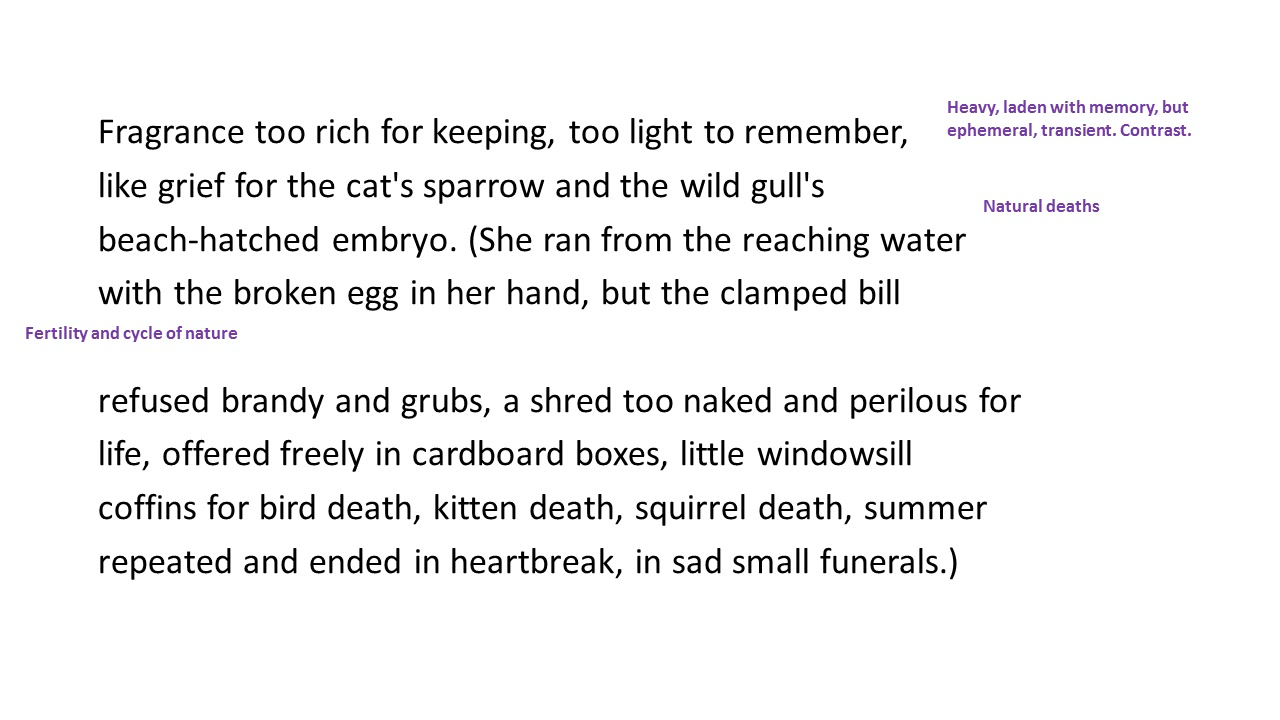 Heavy, laden with memory, but
ephemeral, transient. Contrast.
Fragrance too rich for keeping, too light to remember,
like grief for the cat's sparrow and the wild gull's
Natural deaths
beach-hatched embryo. (She ran from the reaching water
with the broken egg in her hand, but the clamped bill
Fertility and cycle of nature
refused brandy and grubs, a shred too naked and perilous for
life, offered freely in cardboard boxes, little windowsill
coffins for bird death, kitten death, squirrel death, summer
repeated and ended in heartbreak, in sad small funerals.)